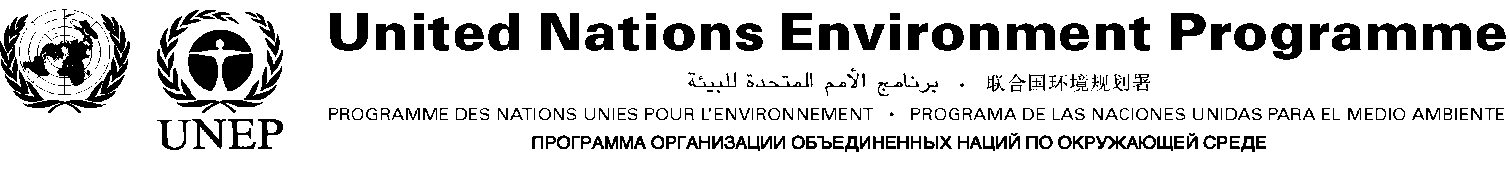 United Nations Environment Programme
برنامج الأمم المتحدة للبيئة · 联合国环境规划署
PROGRAMME DES NATIONS UNIES POUR L'ENVIRONNEMENT · PROGRAMA DE LAS NACIONES UNIDAS PARA EL MEDIO AMBIENTE
ПРОГРАММА ОРГАНИЗАЦИИ ОБЪЕДИНЕННЫХ НАЦИЙ ПО ОКРУЖАЮЩЕЙ СРЕДЕ
UNEP